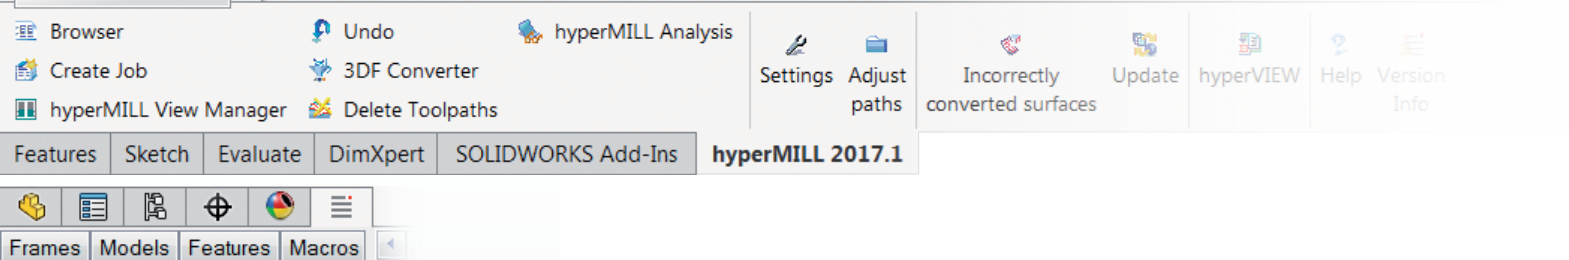 Browser Undo hyperMILL Analysis
Create Job 3DF Converter
hyperMILL View Manager Delete Toolpaths
Settings Adjust paths Incorrectly converted surfaces Update hyperVIEW Help Version Info
Features Sketch Evaluate DimXpert SOLIDWORKS Add-Ins hyperMILL 2017.1
Frames Models Features Macros